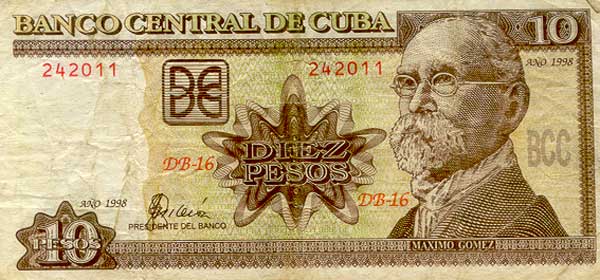 BANCO CENTRAL DE CUBA
10
242011
242011
AÑO 1998
BCC
DIEZ
PESOS
DB-16
DB-16
AÑO 1998
PRESIDENTE DEL BANCO
10
PESOS
MAXIMO GOMEZ